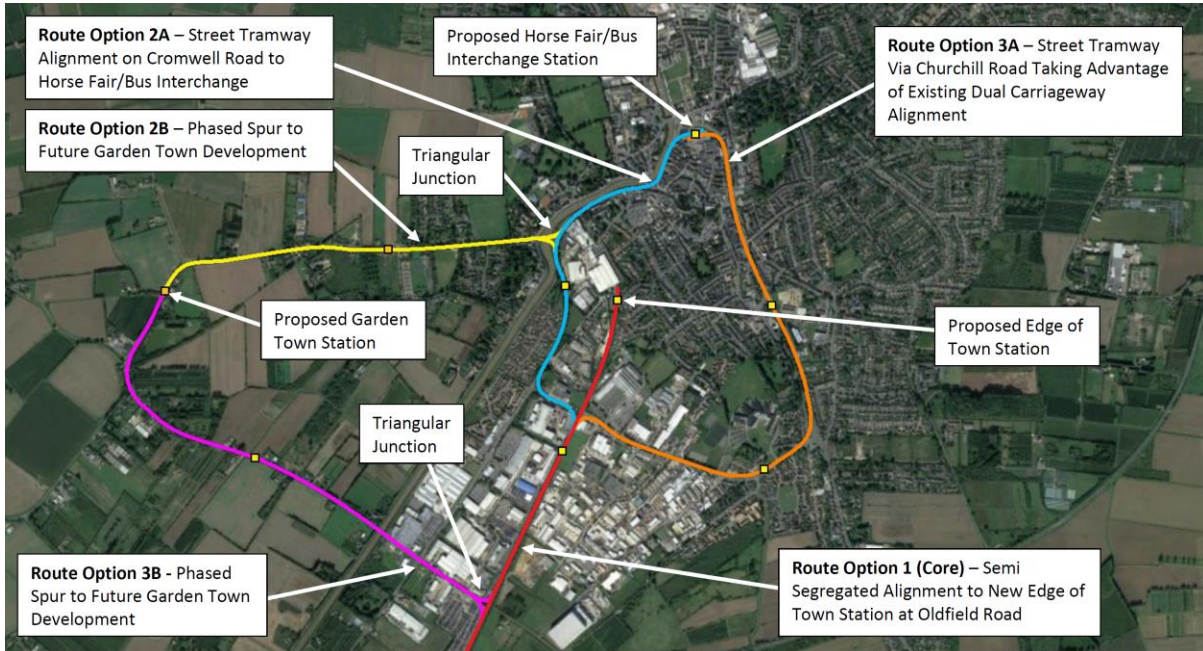 Route Option 2A – Street Tramway
Alignment on Cromwell Road to
Horse Fair/Bus Interchange
Proposed Horse Fair/Bus
Interchange Station
Route Option 3A – Street Tramway
Via Churchill Road Taking Advantage
of Existing Dual Carriageway
Alignment
Route Option 2B – Phased Spur to
Future Garden Town Development
Triangular
Junction
Proposed Garden
Town Station
Proposed Edge of
Town Station
Triangular
Junction
Route Option 3B - Phased
Spur to Future Garden Town
Development
Route Option 1 (Core) – Semi
Segregated Alignment to New Edge of
Town Station at Oldfield Road